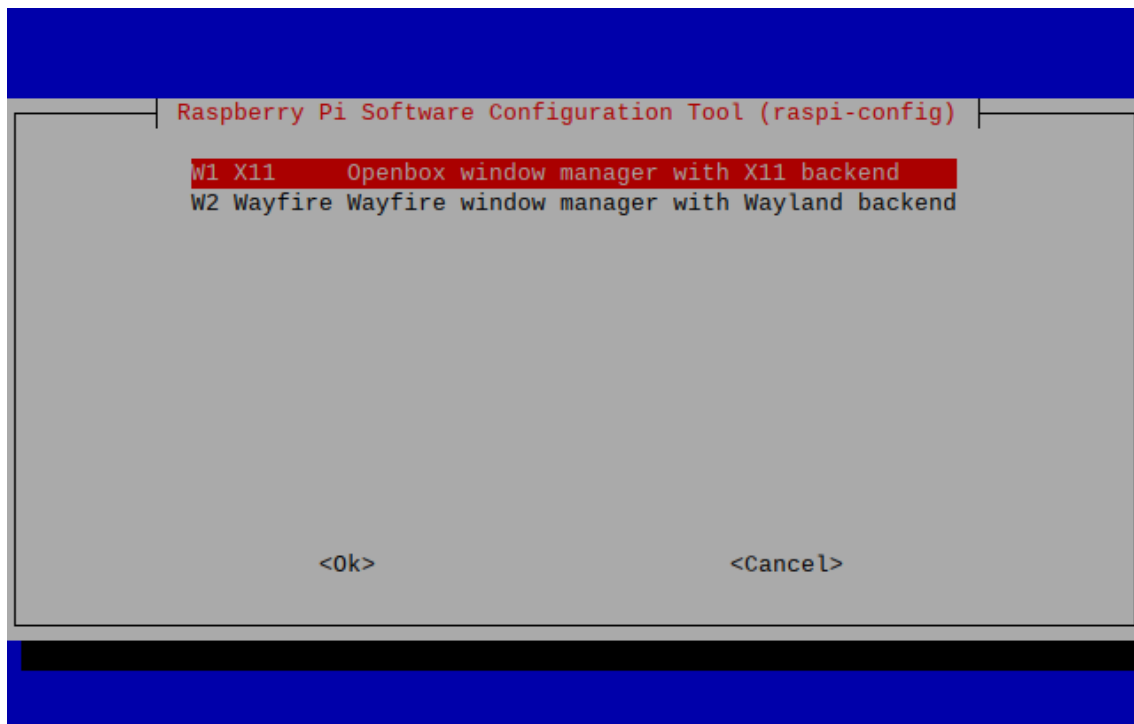 Raspberry Pi Software Configuration Tool (raspi-config)
W1 X11     Openbox window manager with X11 backend
W2 Wayfire Wayfire window manager with Wayland backend
<Ok> <Cancel>